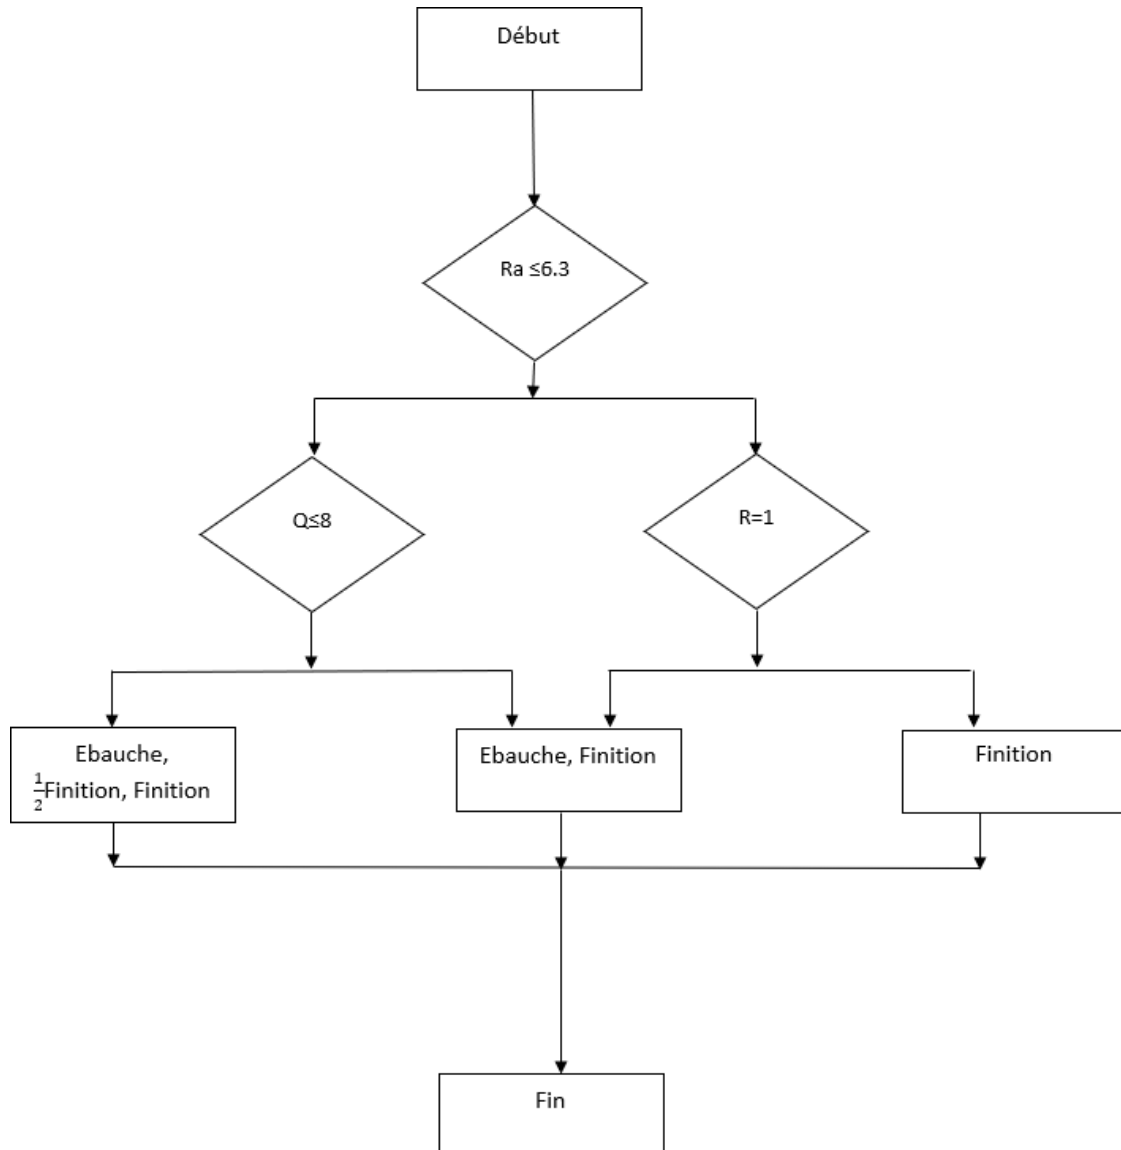 Début
Ra ≤6.3
Q≤8
R=1
Ebauche,
½Finition, Finition
Ebauche, Finition
Finition
Fin